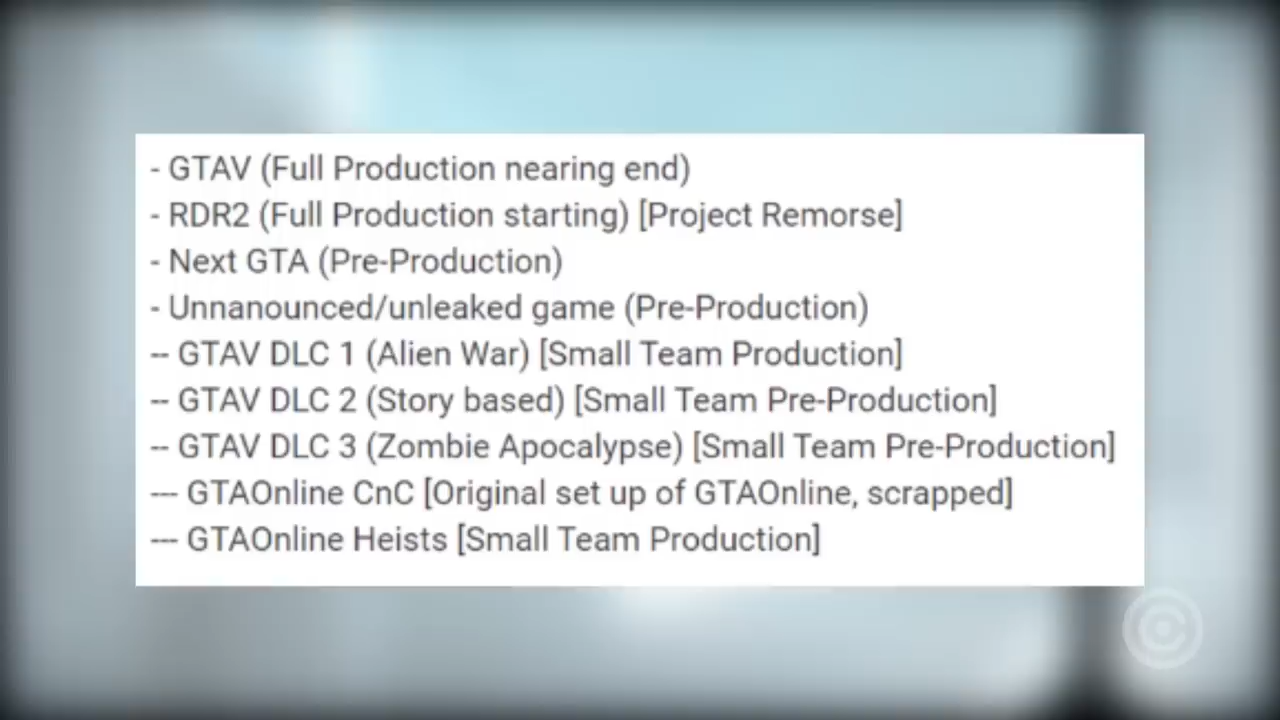 - GTAV (Full Production nearing end)
- RDR2 (Full Production starting) [Project Remorse]
- Next GTA (Pre-Production)
- Unnanounced/unleaked game (Pre-Production)
-- GTAV DLC 1 (Alien War) [Small Team Production]
-- GTAV DLC 2 (Story based) [Small Team Pre-Production]
-- GTAV DLC 3 (Zombie Apocalypse) [Small Team Pre-Production]
--- GTAOnline CnC [Original set up of GTAOnline, scrapped]
--- GTAOnline Heists [Small Team Production]